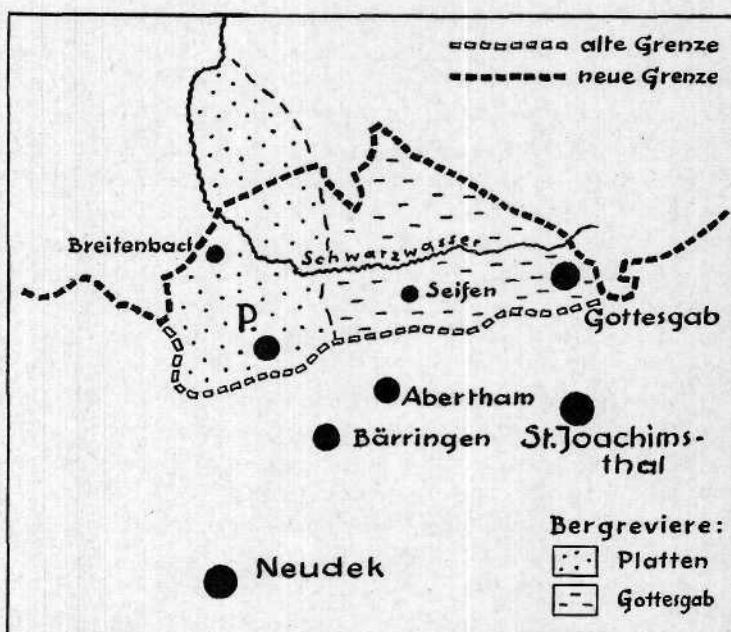 alte Grenze
neue Grenze
Breitenbach
Schwarzwasser
Seifen
P
Gottesgab
Abertham
Bärringen
St. Joachims-
thal
Neudek
Bergreviere:
Platten
Gottesgab